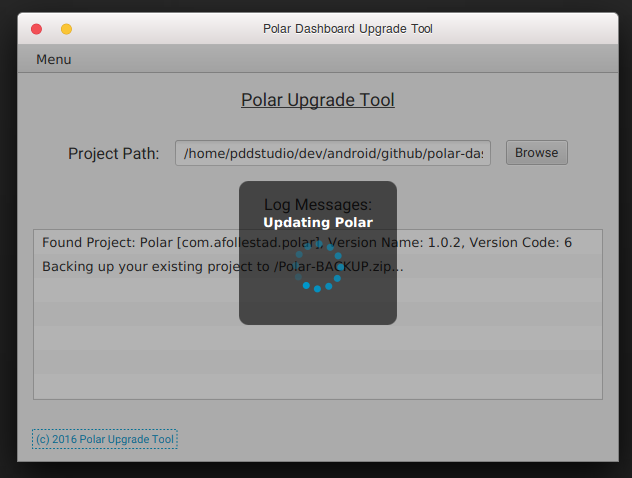 Polar Dashboard Upgrade Tool
Menu
Polar Upgrade Tool
Project Path: /home/pddstudio/dev/android/github/polar-das Browse
Log Messages:
Updating Polar
Found Project: Polar [com.afollestad.polar], Version Name: 1.0.2, Version Code: 6
Backing up your existing project to /Polar-BACKUP.zip...
(c) 2016 Polar Upgrade Tool